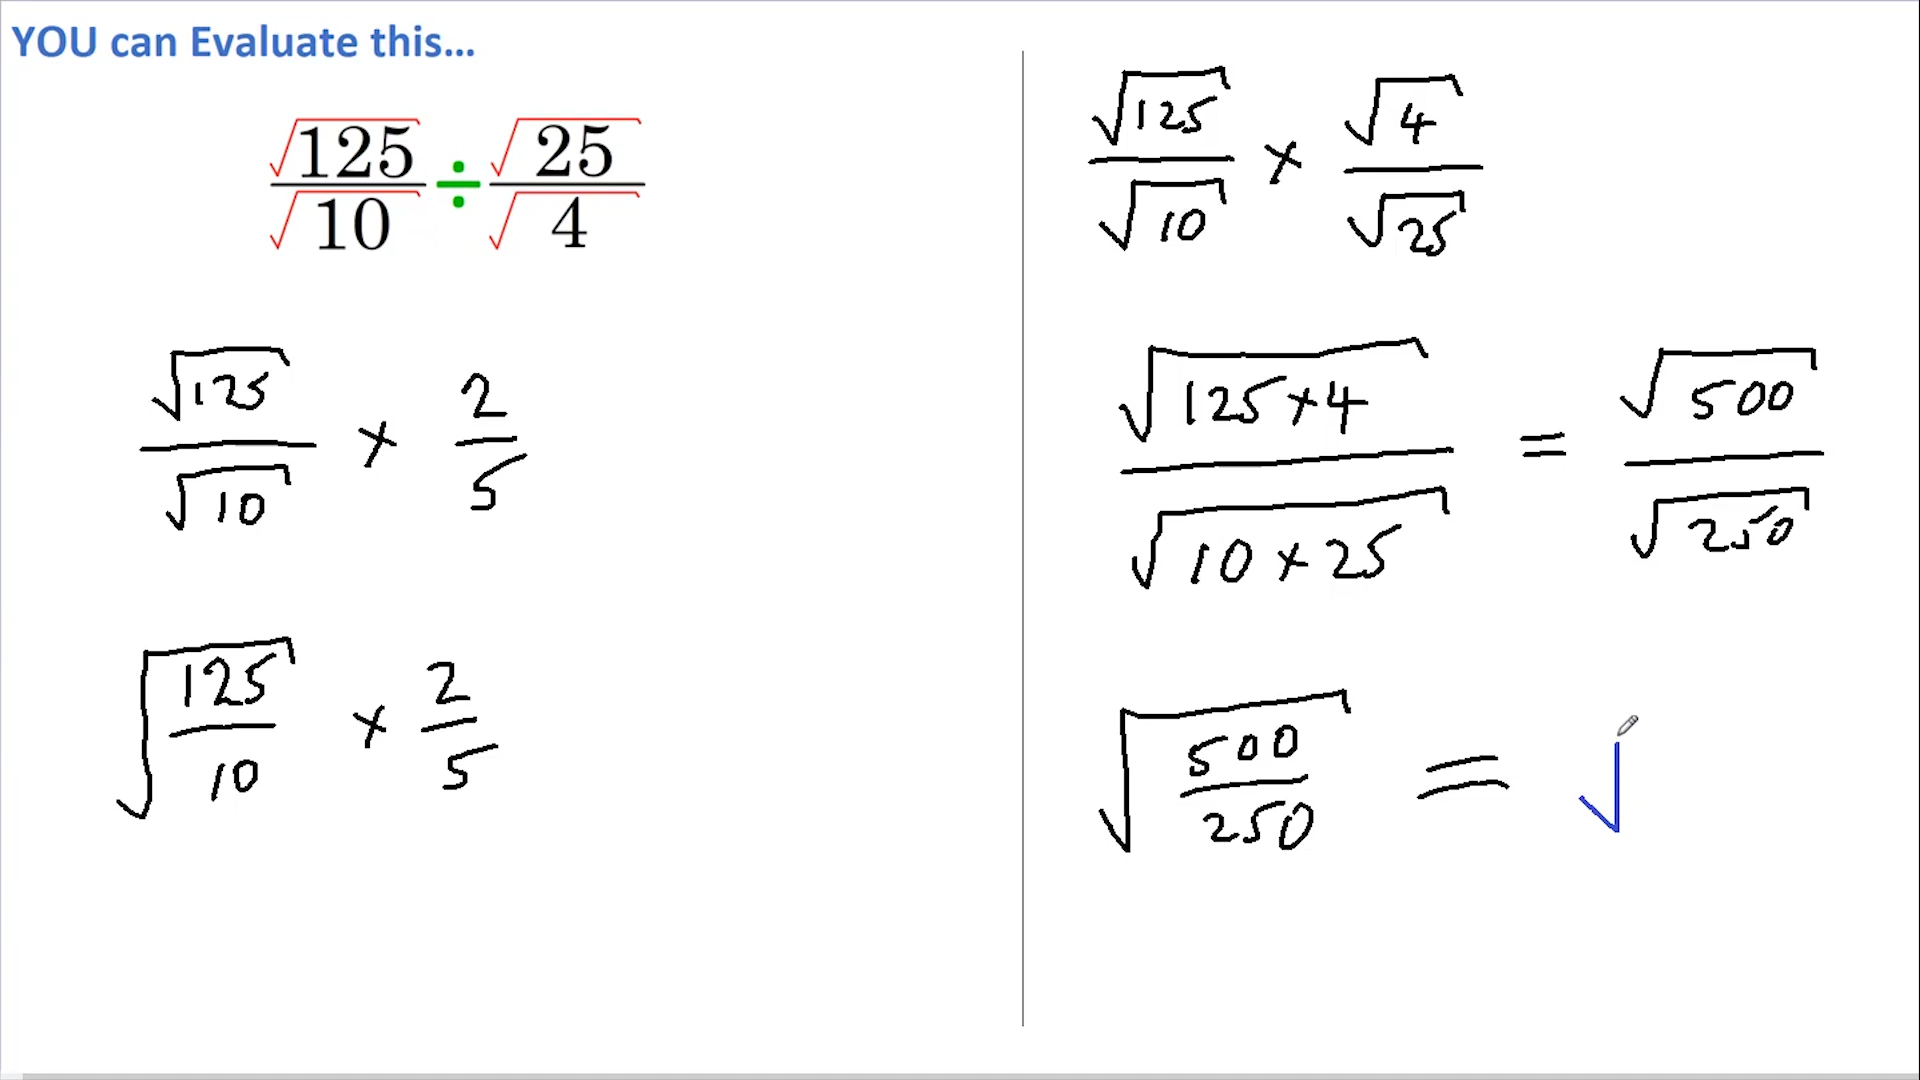 YOU can Evaluate this...
√125/√10 ÷ √25/√4
√125/√10 × 2/5
√(125/10) × 2/5
√125/√10 × √4/√25
√(125×4)/√(10×25) = √500/√250
√(500/250) = √